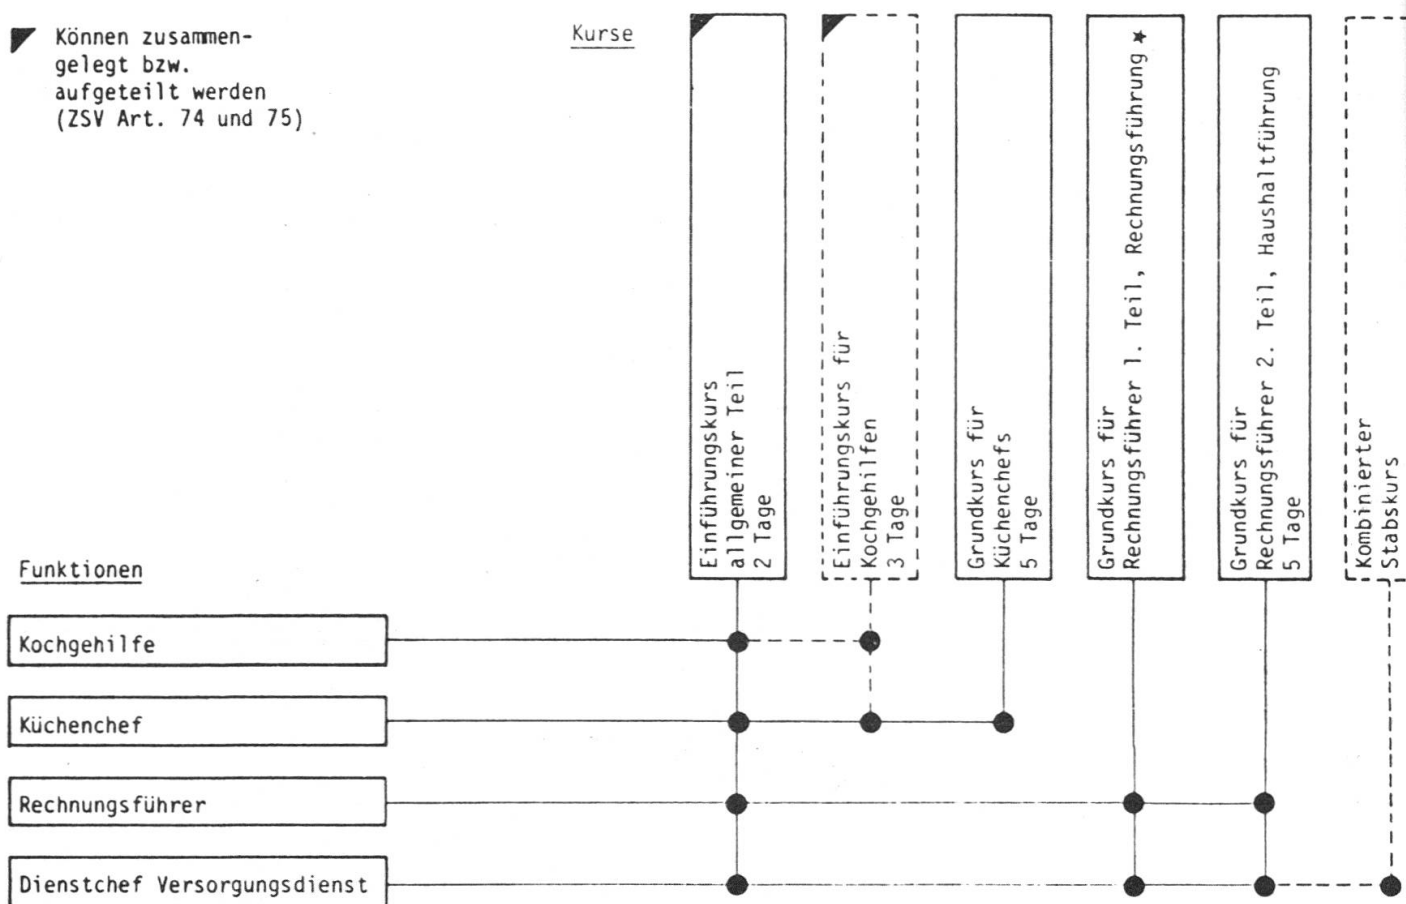 Können zusammen-
gelegt bzw.
aufgeteilt werden
(ZSV Art. 74 und 75)
Kurse
Einführungskurs
allgemeiner Teil
2 Tage
Einführungskurs für
Kochgehilfen
3 Tage
Grundkurs für
Küchenchefs
5 Tage
Grundkurs für
Rechnungsführer 1. Teil, Rechnungsführung ★
Grundkurs für
Rechnungsführer 2. Teil, Haushaltführung
5 Tage
Kombinierter
Stabskurs
Funktionen
Kochgehilfe
Küchenchef
Rechnungsführer
Dienstchef Versorgungsdienst